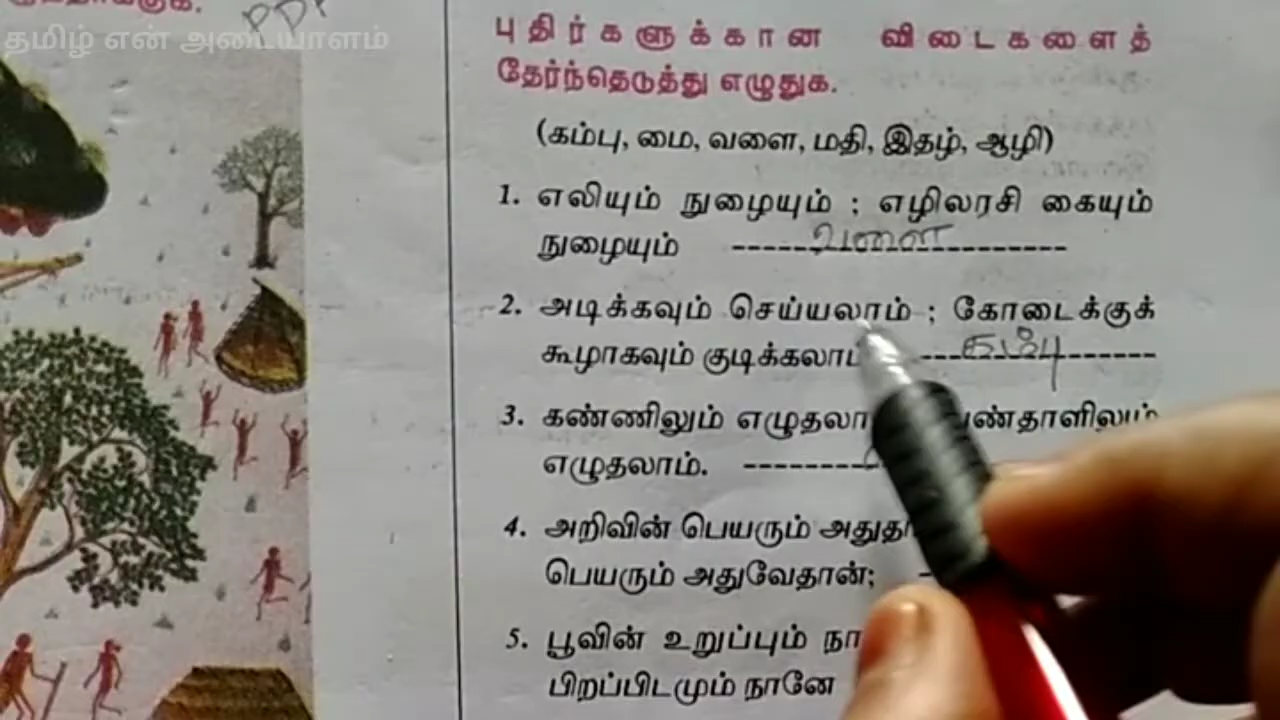 தமிழ் என் அடையாளம்
புதிர்களுக்கான விடைகளைத்
தேர்ந்தெடுத்து எழுதுக.
(கம்பு, மை, வளை, மதி, இதழ், ஆழி)
1. எலியும் நுழையும் ; எழிலரசி கையும்
நுழையும் வளை
2. அடிக்கவும் செய்யலாம் ; கோடைக்குக்
கூழாகவும் குடிக்கலாம் கம்பு
3. கண்ணிலும் எழுதலா
எழுதலாம்.
4. அறிவின் பெயரும்
பெயரும் அதுவேதான்;
5. பூவின் உறுப்பும்
பிறப்பிடமும் நானே